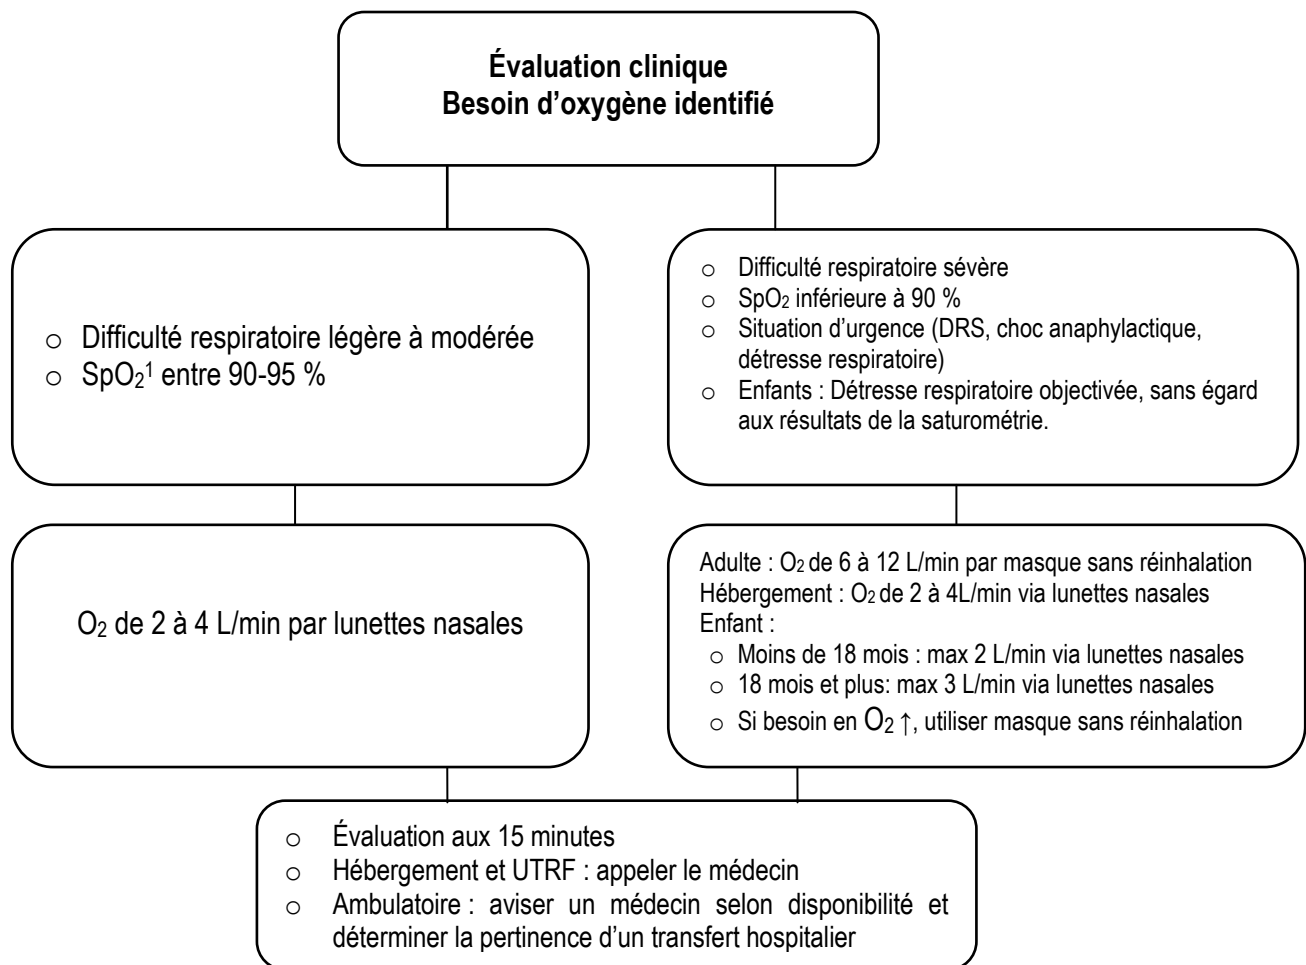 Évaluation clinique
Besoin d’oxygène identifié
○ Difficulté respiratoire légère à modérée
○ SpO₂¹ entre 90-95 %
○ Difficulté respiratoire sévère
○ SpO₂ inférieure à 90 %
○ Situation d’urgence (DRS, choc anaphylactique,
détresse respiratoire)
○ Enfants : Détresse respiratoire objectivée, sans égard
aux résultats de la saturométrie.
O₂ de 2 à 4 L/min par lunettes nasales
Adulte : O₂ de 6 à 12 L/min par masque sans réinhalation
Hébergement : O₂ de 2 à 4L/min via lunettes nasales
Enfant :
○ Moins de 18 mois : max 2 L/min via lunettes nasales
○ 18 mois et plus: max 3 L/min via lunettes nasales
○ Si besoin en O₂ ↑, utiliser masque sans réinhalation
○ Évaluation aux 15 minutes
○ Hébergement et UTRF : appeler le médecin
○ Ambulatoire : aviser un médecin selon disponibilité et
déterminer la pertinence d’un transfert hospitalier